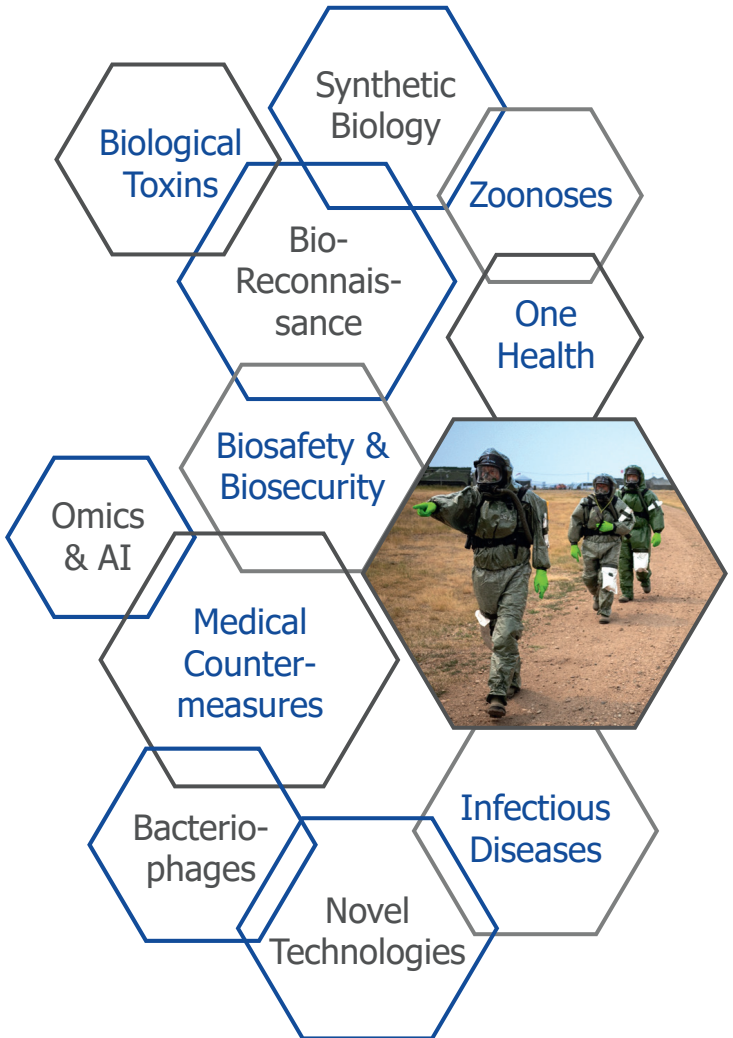 Synthetic
Biology
Biological
Toxins
Zoonoses
Bio-
Reconnais-
sance
One
Health
Biosafety &
Biosecurity
Omics
& AI
Medical
Counter-
measures
Infectious
Diseases
Bacterio-
phages
Novel
Technologies